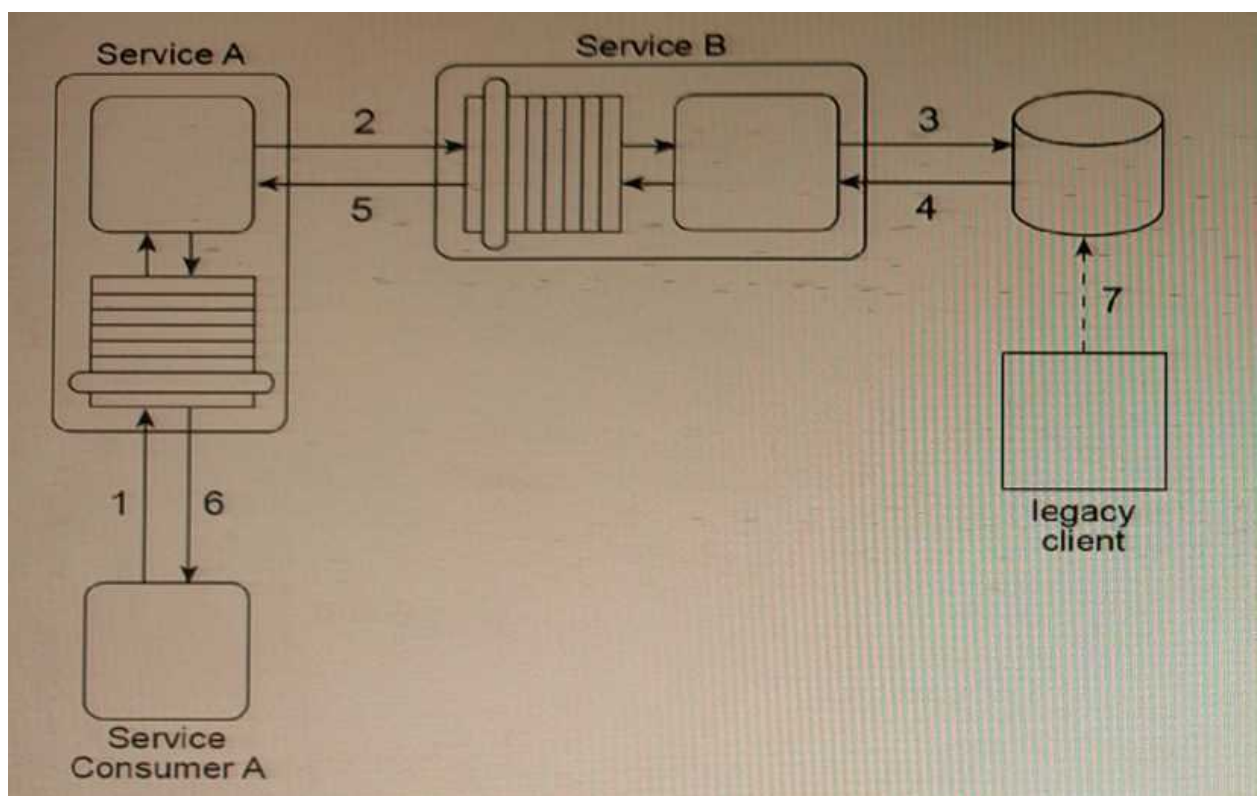 Service A
Service B
2
3
5
4
7
1
6
legacy
client
Service
Consumer A